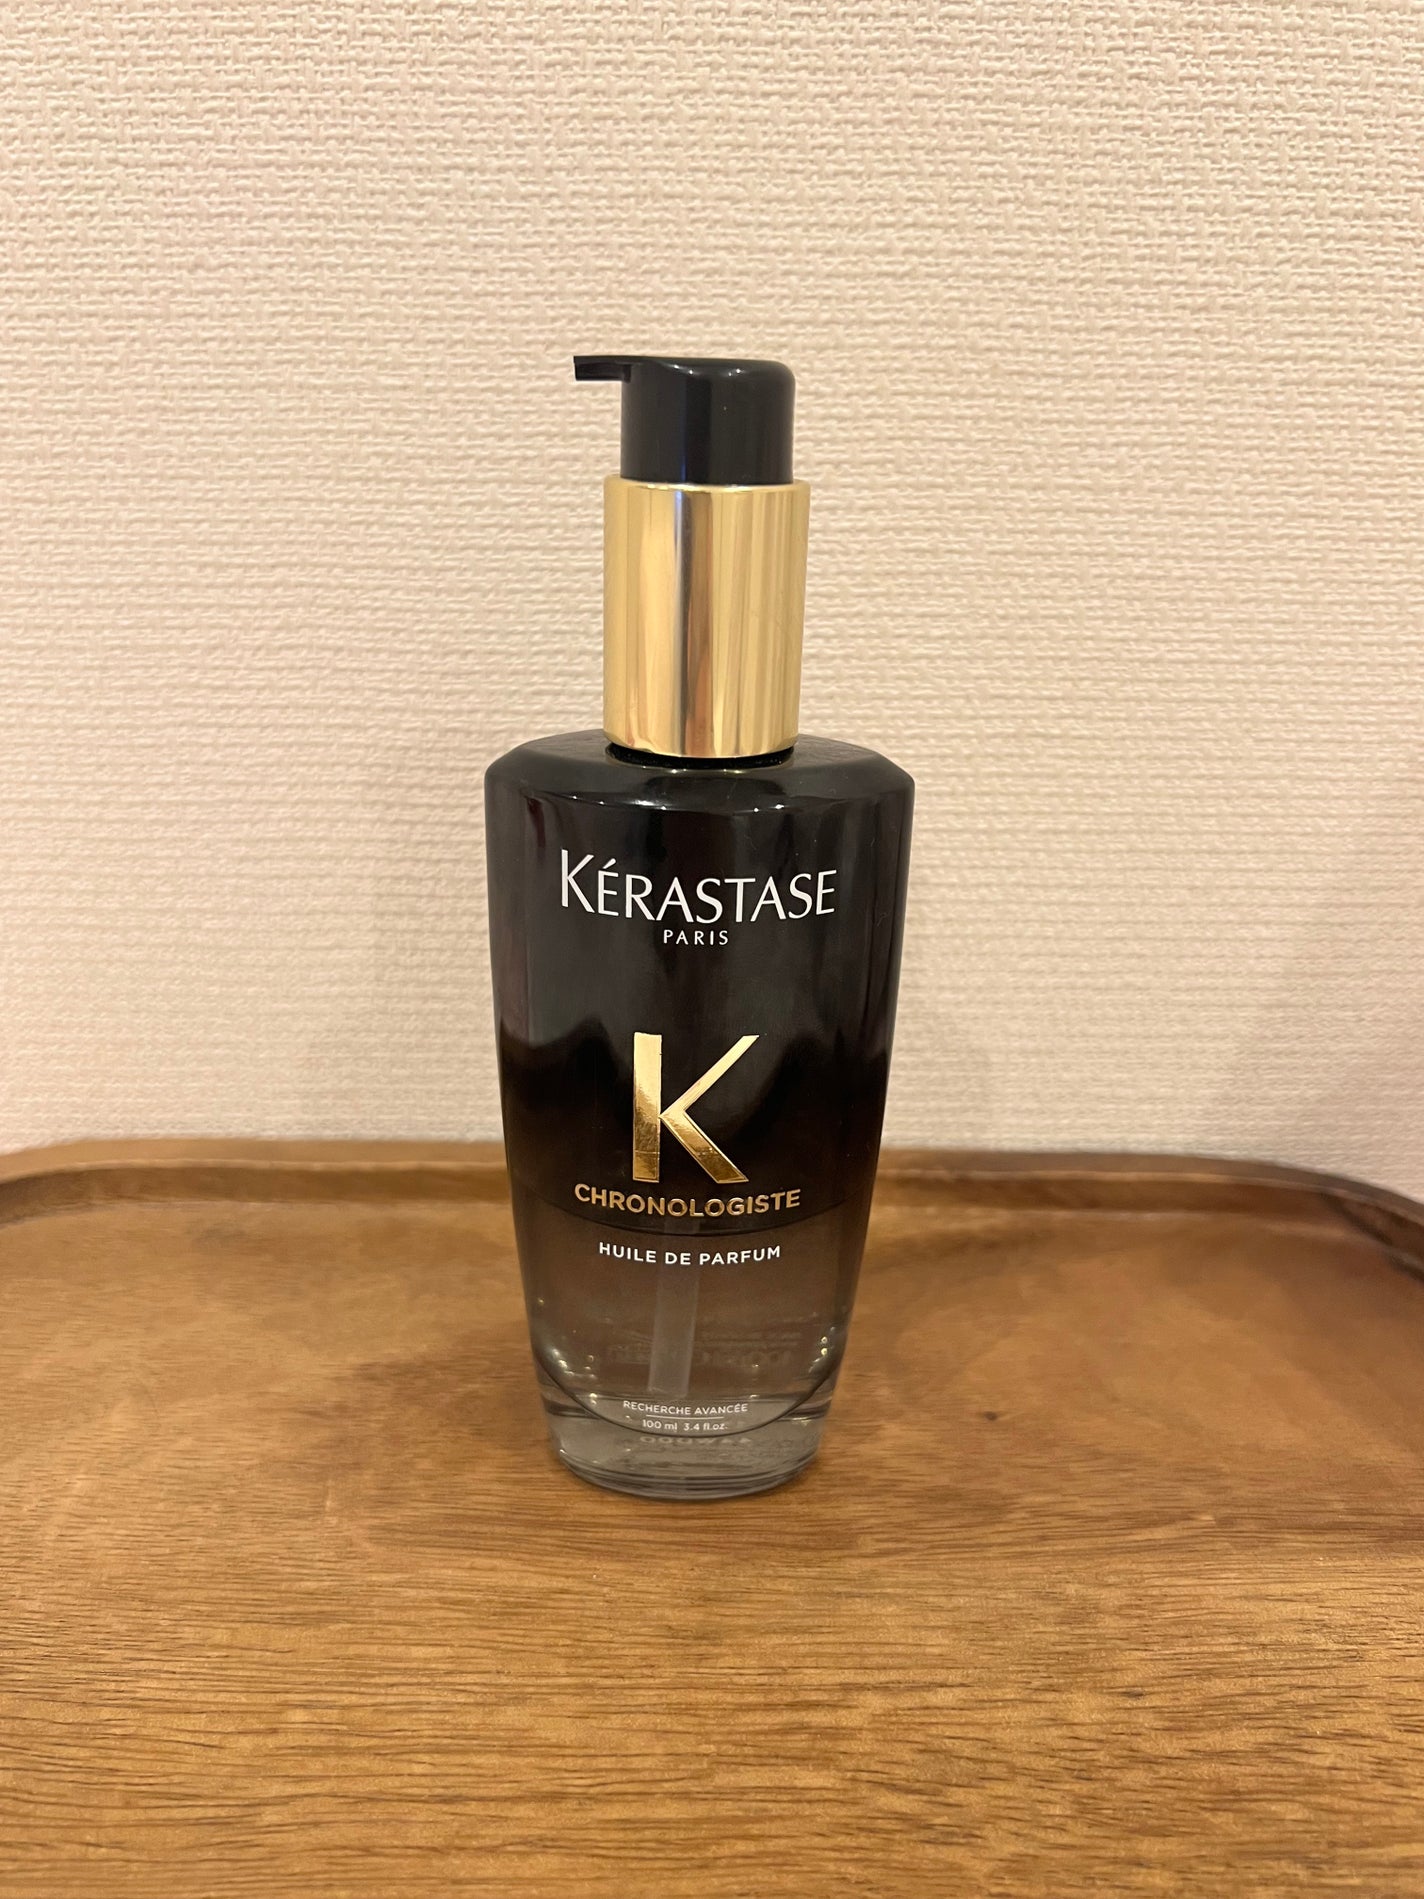 KÉRASTASE
PARIS
K
CHRONOLOGISTE
HUILE DE PARFUM
RECHERCHE AVANCÉE
100 ml 3.4 fl.oz.